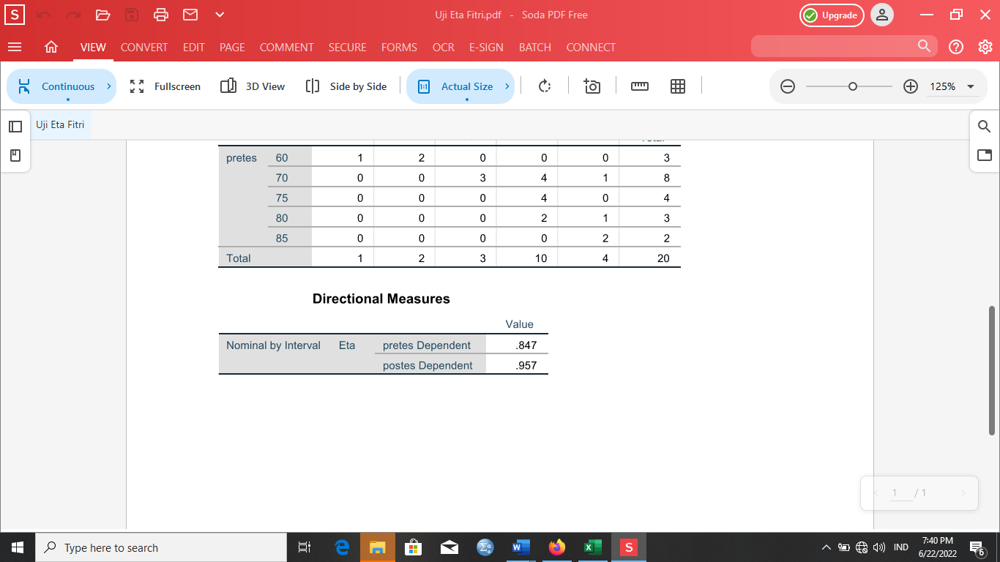 S Uji Eta Fitri.pdf - Soda PDF Free Upgrade
VIEW CONVERT EDIT PAGE COMMENT SECURE FORMS OCR E-SIGN BATCH CONNECT
Continuous Fullscreen 3D View Side by Side 1:1 Actual Size 125%
Uji Eta Fitri
pretes 60 1 2 0 0 0 3
70 0 0 3 4 1 8
75 0 0 0 4 0 4
80 0 0 0 2 1 3
85 0 0 0 0 2 2
Total 1 2 3 10 4 20
Directional Measures
Value
Nominal by Interval Eta pretes Dependent .847
postes Dependent .957
1 / 1
Type here to search
IND
7:40 PM
6/22/2022
6